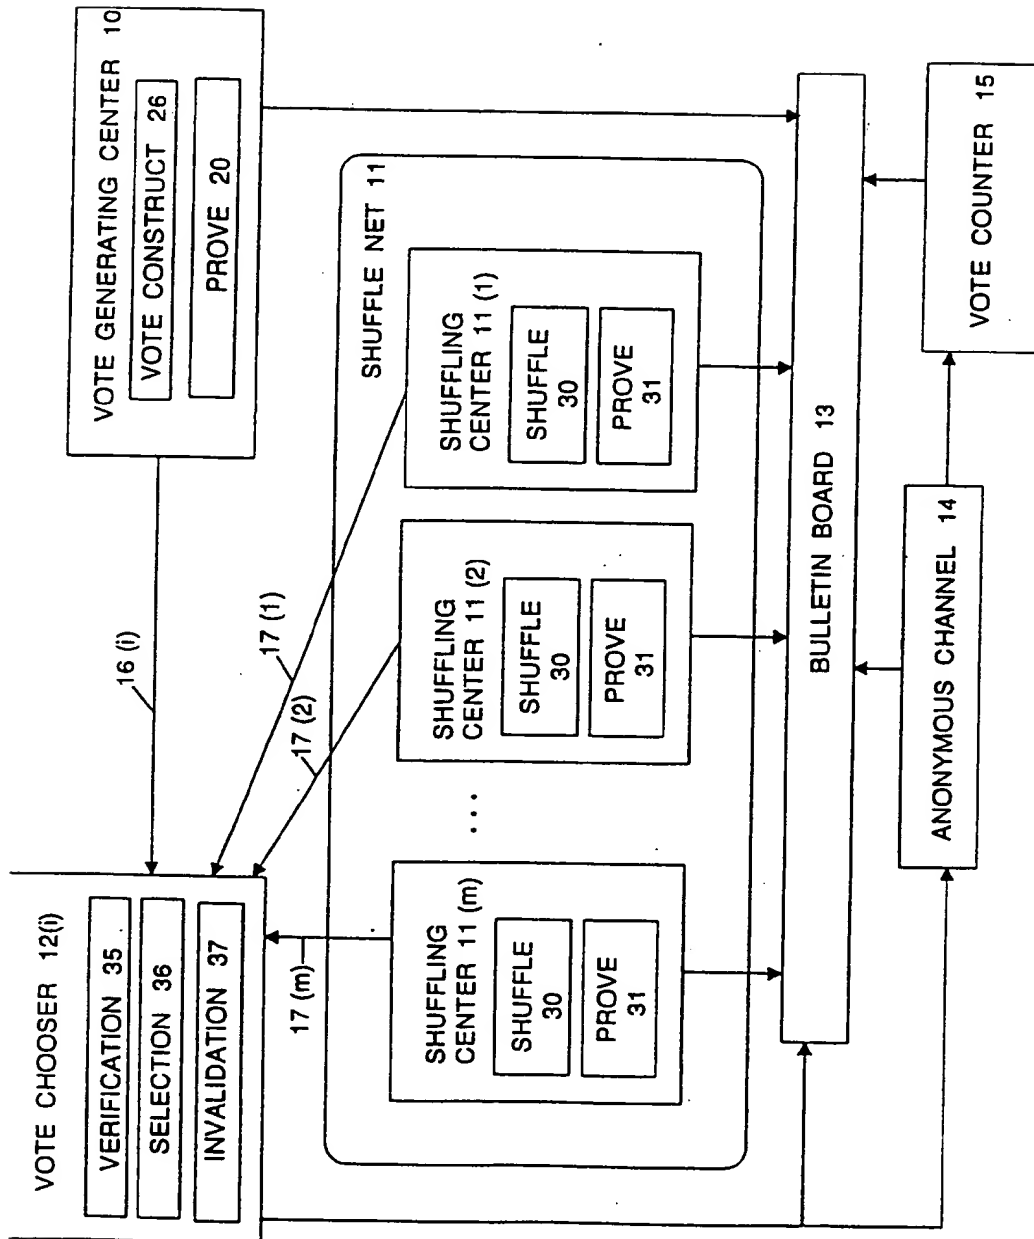 VOTE CHOOSER 12(i)
VERIFICATION 35
SELECTION 36
INVALIDATION 37
16 (i)
VOTE GENERATING CENTER 10
VOTE CONSTRUCT 26
PROVE 20
17 (m)
17 (2)
17 (1)
SHUFFLE NET 11
SHUFFLING
CENTER 11 (m)
SHUFFLE
30
PROVE
31
. . .
SHUFFLING
CENTER 11 (2)
SHUFFLE
30
PROVE
31
SHUFFLING
CENTER 11 (1)
SHUFFLE
30
PROVE
31
BULLETIN BOARD 13
ANONYMOUS CHANNEL 14
VOTE COUNTER 15